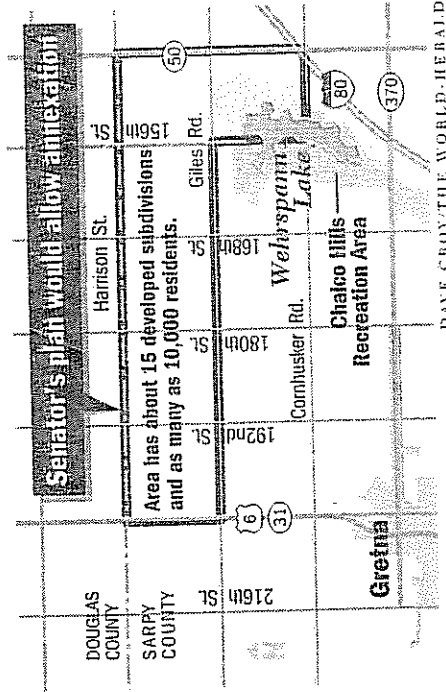 Senator's plan would allow annexation
DOUGLAS
COUNTY
SARPY
COUNTY
Harrison St.
156th
St.
50
Area has about 15 developed subdivisions
and as many as 10,000 residents.
Giles Rd.
216th St.
192nd St.
180th St.
168th St.
6
31
Wehrspann
Lake
Cornhusker Rd.
80
Chalco Hills
Recreation Area
370
Gretna
DAVE CROY/THE WORLD-HERALD